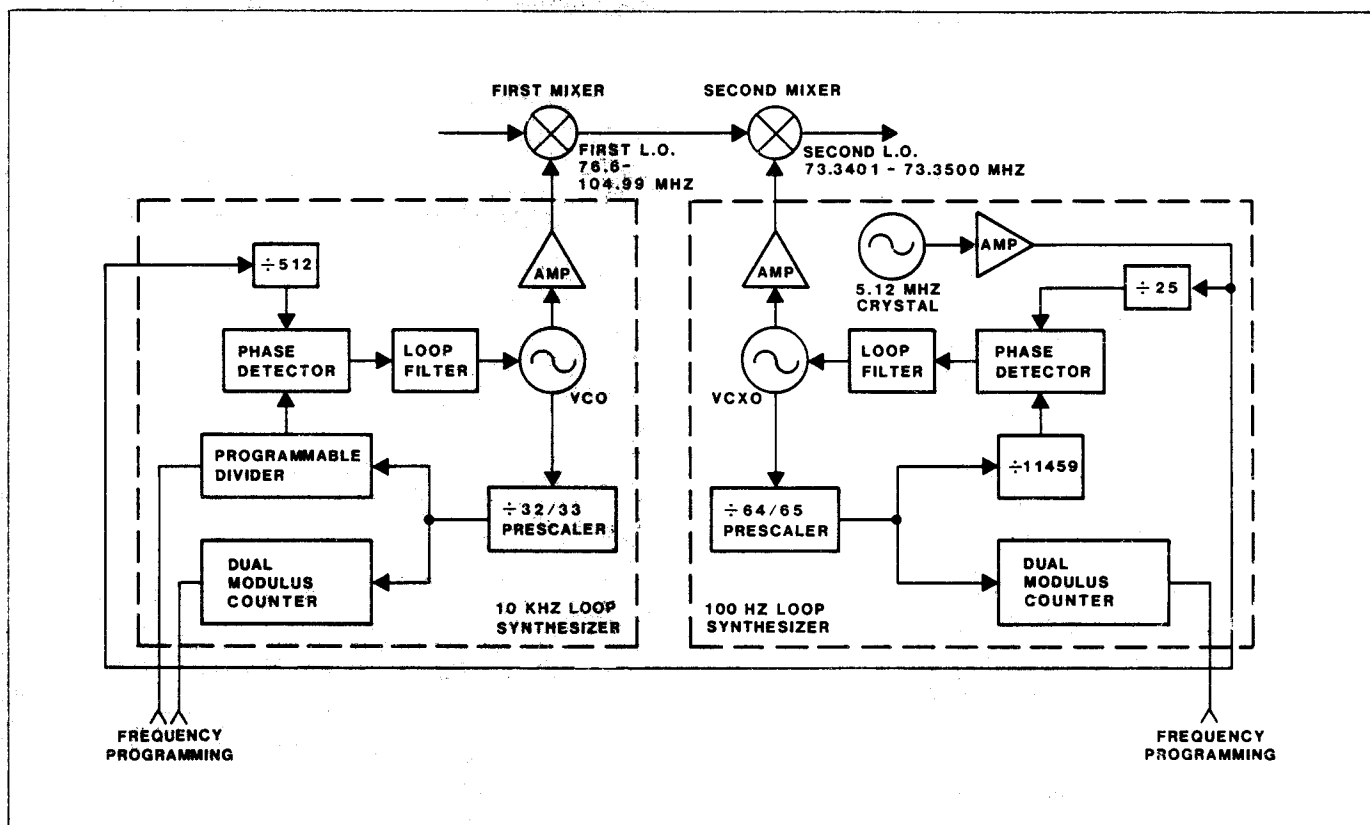 FIRST MIXER
SECOND MIXER
FIRST L.O.
76.6-
104.99 MHZ
SECOND L.O.
73.3401 - 73.3500 MHZ
÷512
AMP
AMP
AMP
5.12 MHZ
CRYSTAL
÷25
PHASE
DETECTOR
LOOP
FILTER
VCO
VCXO
LOOP
FILTER
PHASE
DETECTOR
PROGRAMMABLE
DIVIDER
÷32/33
PRESCALER
÷64/65
PRESCALER
÷11459
DUAL
MODULUS
COUNTER
10 KHZ LOOP
SYNTHESIZER
100 HZ LOOP
SYNTHESIZER
DUAL
MODULUS
COUNTER
FREQUENCY
PROGRAMMING
FREQUENCY
PROGRAMMING